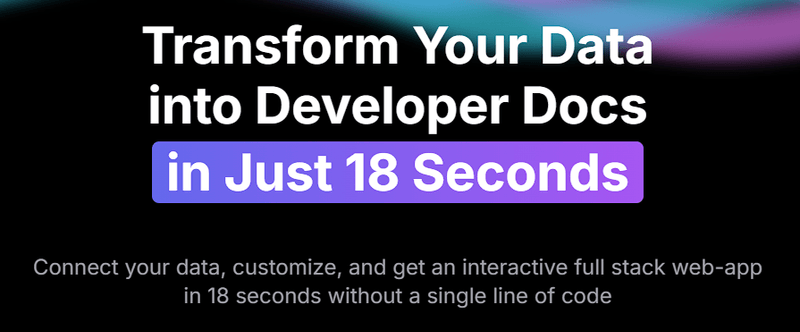 Transform Your Data
into Developer Docs
in Just 18 Seconds
Connect your data, customize, and get an interactive full stack web-app
in 18 seconds without a single line of code